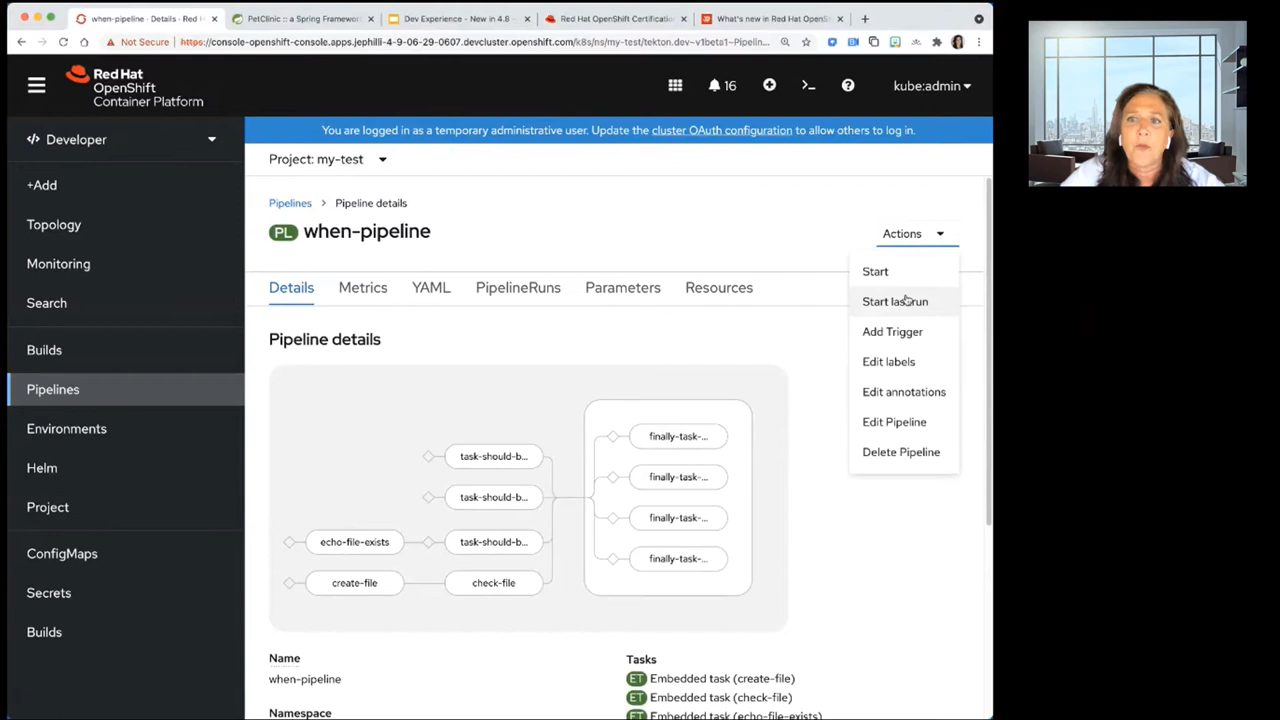 when-pipeline - Details - Red H
PetClinic :: a Spring Framewor
Dev Experience - New in 4.8 -
Red Hat OpenShift Certificatio
What's new in Red Hat OpenSh
Not Secure
https://console-openshift-console.apps.jephilll-4-9-06-29-0607.devcluster.openshift.com/k8s/ns/my-test/tekton.dev~v1beta1~Pipelin...
Red Hat
OpenShift
Container Platform
16
kube:admin
Developer
You are logged in as a temporary administrative user. Update the cluster OAuth configuration to allow others to log in.
Project: my-test
+Add
Topology
Monitoring
Search
Builds
Pipelines
Environments
Helm
Project
ConfigMaps
Secrets
Builds
Pipelines
Pipeline details
PL when-pipeline
Actions
Start
Start last run
Add Trigger
Edit labels
Edit annotations
Edit Pipeline
Delete Pipeline
Details
Metrics
YAML
PipelineRuns
Parameters
Resources
Pipeline details
task-should-b...
task-should-b...
echo-file-exists
task-should-b...
create-file
check-file
finally-task-...
finally-task-...
finally-task-...
finally-task-...
Name
when-pipeline
Namespace
Tasks
ET Embedded task (create-file)
ET Embedded task (check-file)
ET Embedded task (echo-file-exists)